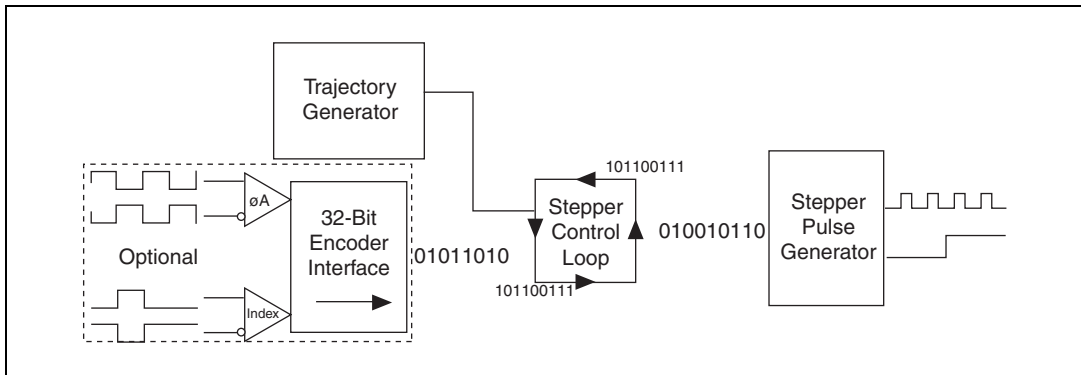 Trajectory
Generator
øA
32-Bit
Encoder
Interface
Optional
Index
01011010
101100111
Stepper
Control
Loop
101100111
010010110
Stepper
Pulse
Generator